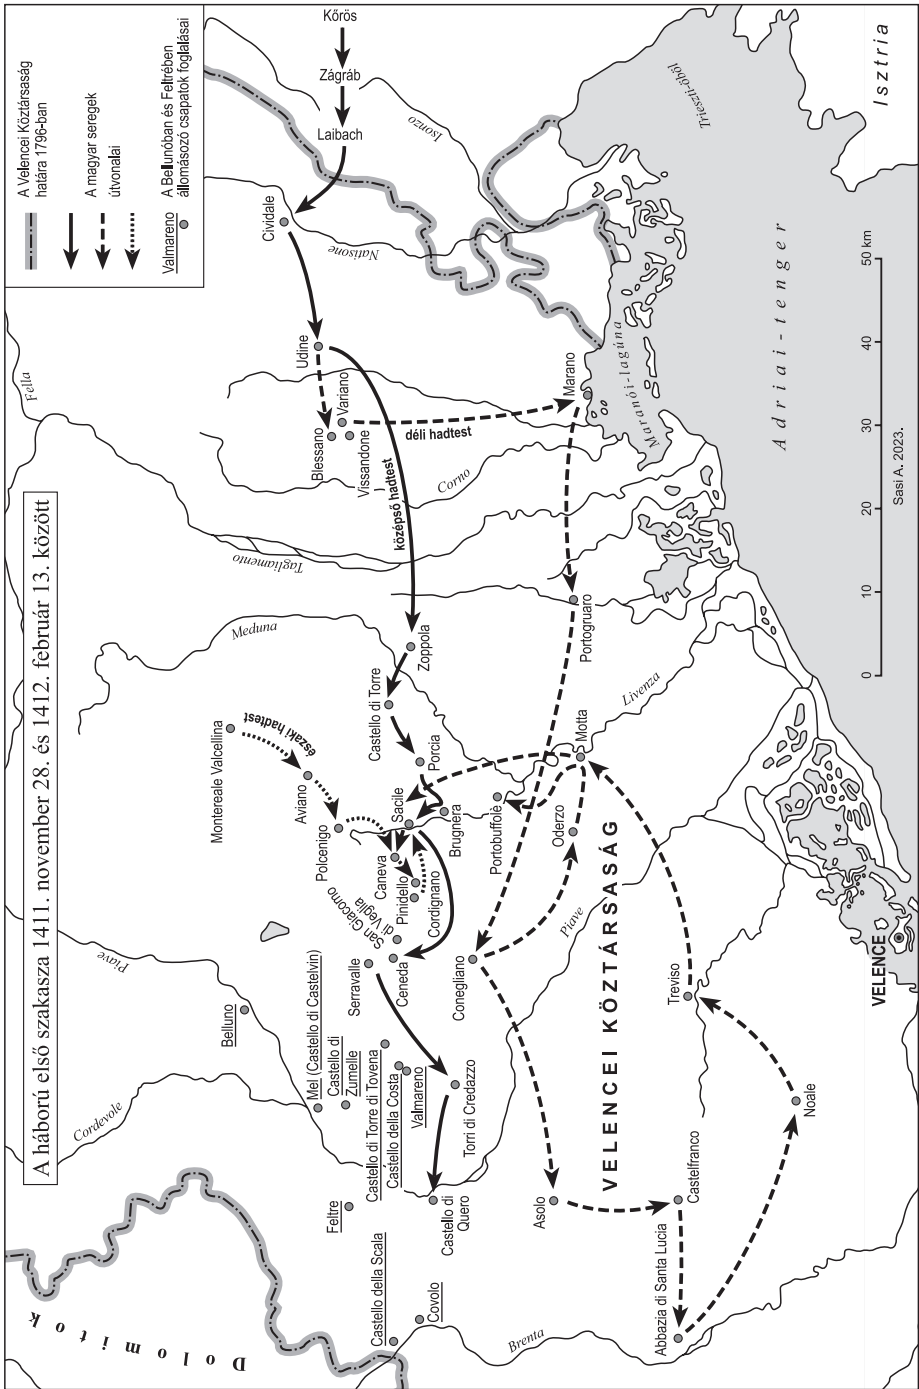 A háború első szakasza 1411. november 28. és 1412. február 13. között
A Velencei Köztársaság
határa 1796-ban
A magyar seregek
útvonalai
Valmareno
A Bellunóban és Feltrében
állomásozó csapatok foglalásai
Dolomitok
Cordevole
Piave
Fella
Kőrös
Zágráb
Laibach
Isonzo
Cividale
Natisone
Udine
Variano
Blessano
Vissandone
déli hadtest
középső hadtest
Corno
Tagliamento
Meduna
Montereale Valcellina
északi hadtest
Aviano
Polcenigo
Zoppola
Castello di Torre
Porcia
Sacile
Brugnera
Caneva
Pinidello
Cordignano
San Giacomo
di Veglia
Serravalle
Ceneda
Belluno
Mel (Castello di Castelvin)
Castello di
Zumelle
Castello di Torre di Tovena
Castello della Costa
Valmareno
Torri di Credazzo
Feltre
Castello di
Quero
Castello della Scala
Covolo
Brenta
Conegliano
Portobuffolè
Oderzo
Motta
Livenza
Portogruaro
Marano
Maranói-lagúna
Trieszti-öböl
Isztria
Adriai-tenger
VELENCEI KÖZTÁRSASÁG
Piave
Asolo
Castelfranco
Abbazia di Santa Lucia
Noale
Treviso
VELENCE
0
10
20
30
40
50 km
Sasi A. 2023.